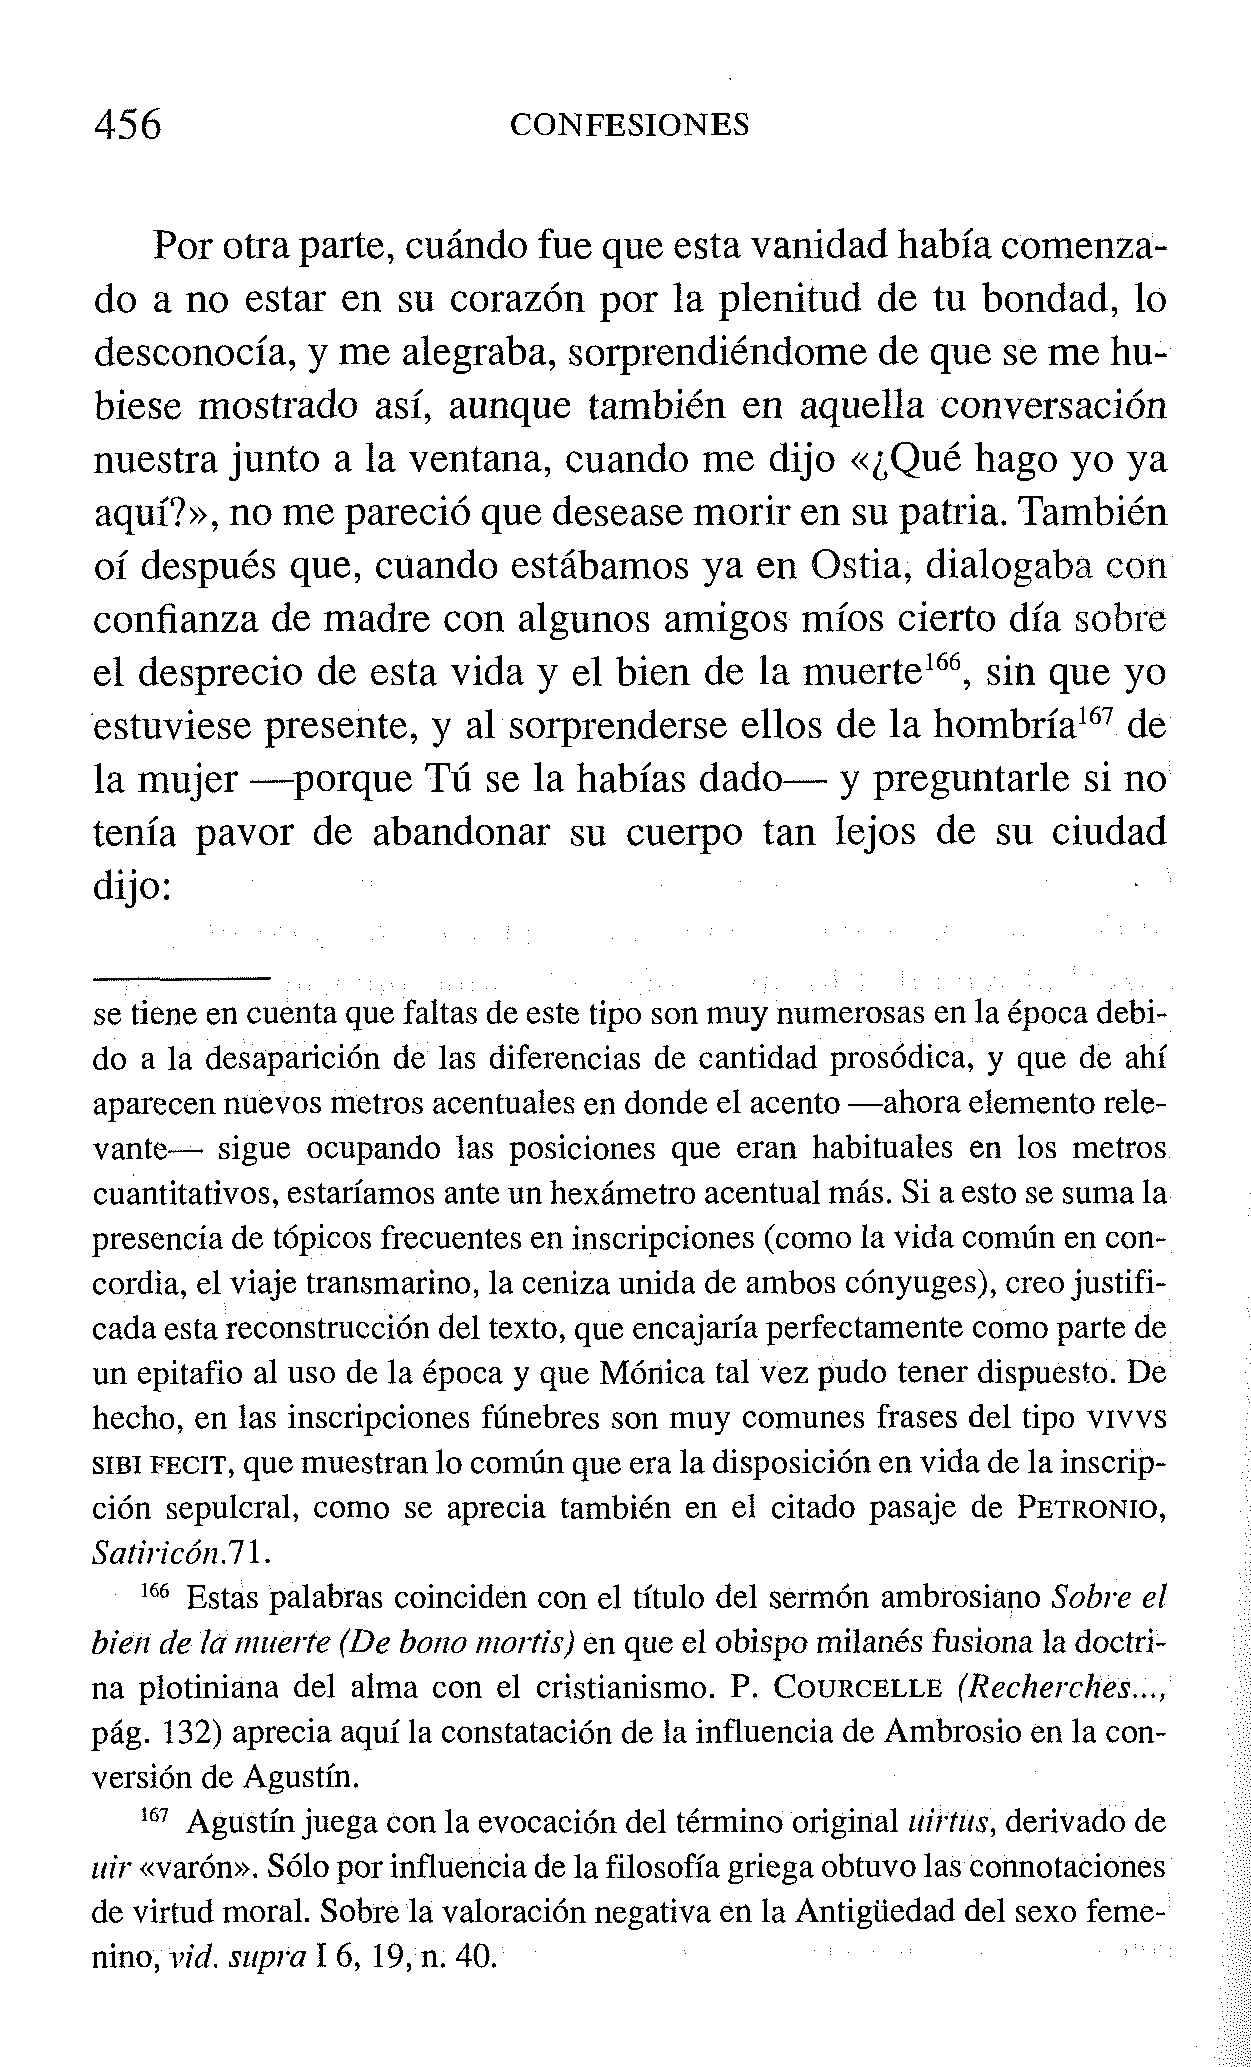 456 CONFESIONES
Por otra parte, cuándo fue que esta vanidad había comenza-
do a no estar en su corazón por la plenitud de tu bondad, lo
desconocía, y me alegraba, sorprendiéndome de que se me hu-
biese mostrado así, aunque también en aquella conversación
nuestra junto a la ventana, cuando me dijo «¿Qué hago yo ya
aquí?», no me pareció que desease morir en su patria. También
oí después que, cuando estábamos ya en Ostia, dialogaba con
confianza de madre con algunos amigos míos cierto día sobre
el desprecio de esta vida y el bien de la muerte¹⁶⁶, sin que yo
estuviese presente, y al sorprenderse ellos de la hombría¹⁶⁷ de
la mujer —porque Tú se la habías dado— y preguntarle si no
tenía pavor de abandonar su cuerpo tan lejos de su ciudad
dijo:
se tiene en cuenta que faltas de este tipo son muy numerosas en la época debi-
do a la desaparición de las diferencias de cantidad prosódica, y que de ahí
aparecen nuevos metros acentuales en donde el acento —ahora elemento rele-
vante— sigue ocupando las posiciones que eran habituales en los metros
cuantitativos, estaríamos ante un hexámetro acentual más. Si a esto se suma la
presencia de tópicos frecuentes en inscripciones (como la vida común en con-
cordia, el viaje transmarino, la ceniza unida de ambos cónyuges), creo justifi-
cada esta reconstrucción del texto, que encajaría perfectamente como parte de
un epitafio al uso de la época y que Mónica tal vez pudo tener dispuesto. De
hecho, en las inscripciones fúnebres son muy comunes frases del tipo VIVVS
SIBI FECIT, que muestran lo común que era la disposición en vida de la inscrip-
ción sepulcral, como se aprecia también en el citado pasaje de PETRONIO,
Satiricón.71.
¹⁶⁶ Estas palabras coinciden con el título del sermón ambrosiano Sobre el
bien de la muerte (De bono mortis) en que el obispo milanés fusiona la doctri-
na plotiniana del alma con el cristianismo. P. COURCELLE (Recherches...,
pág. 132) aprecia aquí la constatación de la influencia de Ambrosio en la con-
versión de Agustín.
¹⁶⁷ Agustín juega con la evocación del término original uirtus, derivado de
uir «varón». Sólo por influencia de la filosofía griega obtuvo las connotaciones
de virtud moral. Sobre la valoración negativa en la Antigüedad del sexo feme-
nino, vid. supra I 6, 19, n. 40.